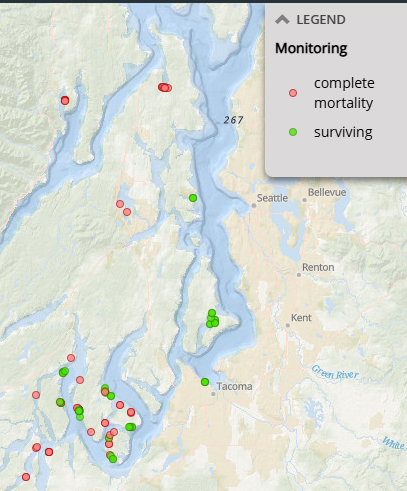 LEGEND
Monitoring
complete
mortality
surviving
267
Seattle
Bellevue
Renton
Kent
Green River
Tacoma
White